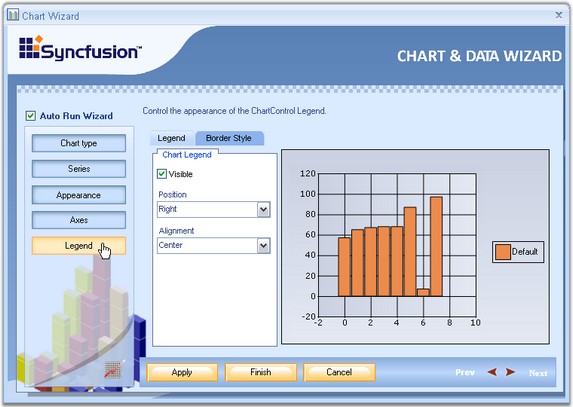 Chart Wizard
Syncfusion™
CHART & DATA WIZARD
Auto Run Wizard
Control the appearance of the ChartControl Legend.
Chart type
Series
Appearance
Axes
Legend
Legend Border Style
Chart Legend
Visible
Position
Right
Alignment
Center
120
100
80
60
40
20
0
-20
-2 0 2 4 6 8 10
Default
Apply Finish Cancel Prev Next